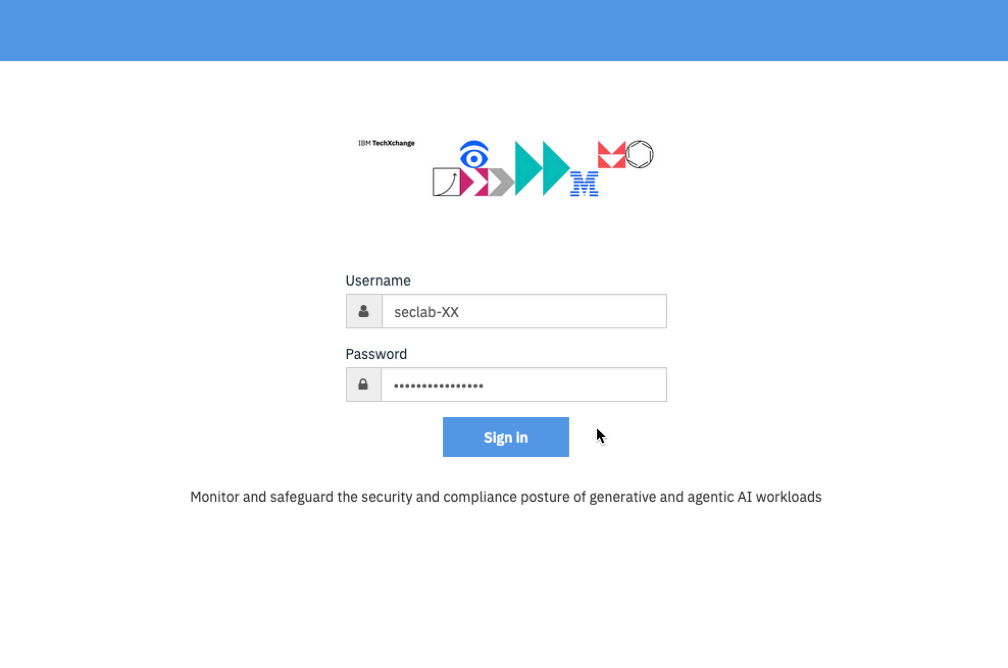 IBM TechXchange
Username
seclab-XX
Password
••••••••••••••••
Sign in
Monitor and safeguard the security and compliance posture of generative and agentic AI workloads